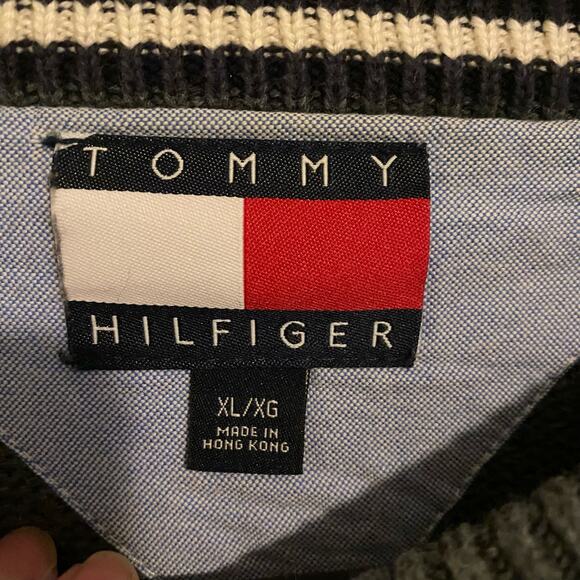 TOMMY
HILFIGER
XL/XG
MADE IN
HONG KONG